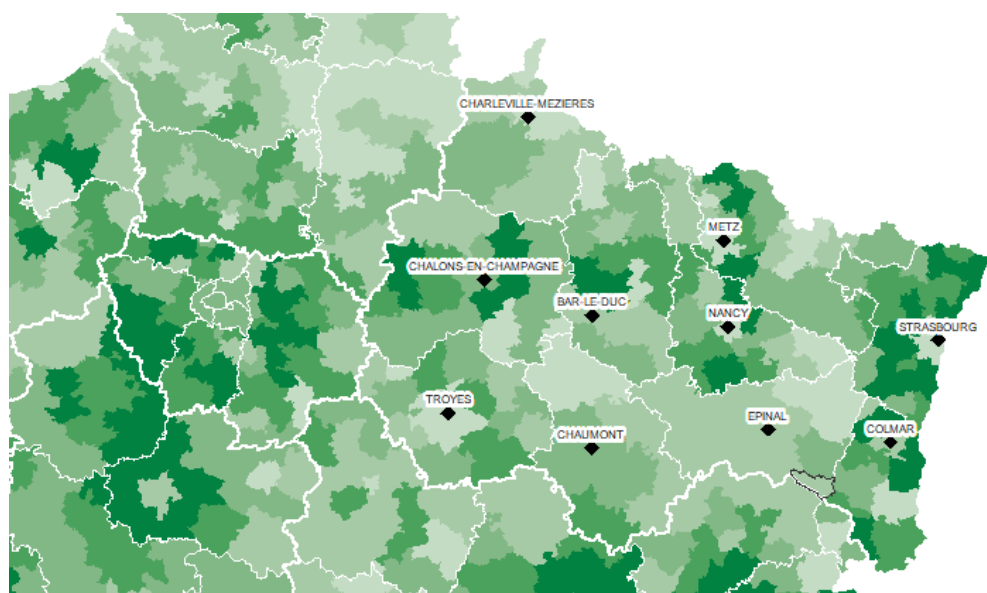 CHARLEVILLE-MEZIERES
METZ
CHALONS-EN-CHAMPAGNE
BAR-LE-DUC
NANCY
STRASBOURG
TROYES
EPINAL
CHAUMONT
COLMAR